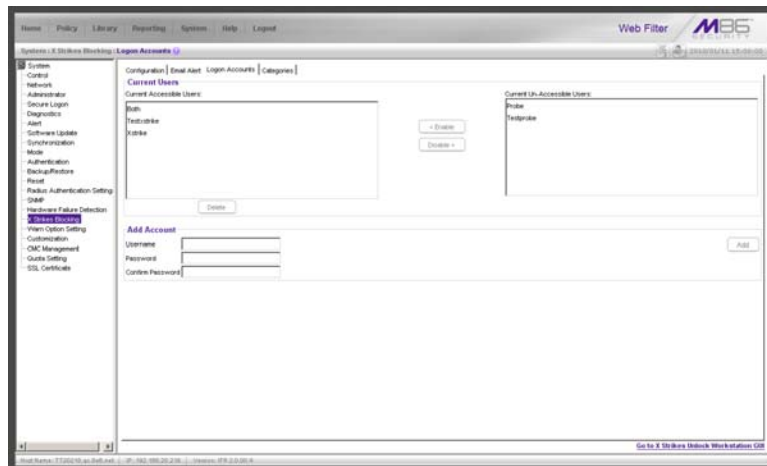 Home Policy Library Reporting System Help Logout
Web Filter
M86
SECURITY
System : X Strikes Blocking : Logon Accounts
System
Control
Network
Administrator
Secure Logon
Diagnostics
Alert
Software Update
Synchronization
Mode
Authentication
Backup/Restore
Reset
Radius Authentication Setting
SNMP
Hardware Failure Detection
X Strikes Blocking
Warn Option Setting
Customization
CMC Management
Quota Setting
SSL Certificate
Configuration Email Alert Logon Accounts Categories
Current Users
Current Accessible Users:
Both
Testxstrike
Xstrike
< Enable
Disable >
Current Un-Accessible Users:
Probe
Testprobe
Delete
Add Account
Username
Password
Confirm Password
Add
Go to X Strikes Unlock Workstation GUI
Host Name: